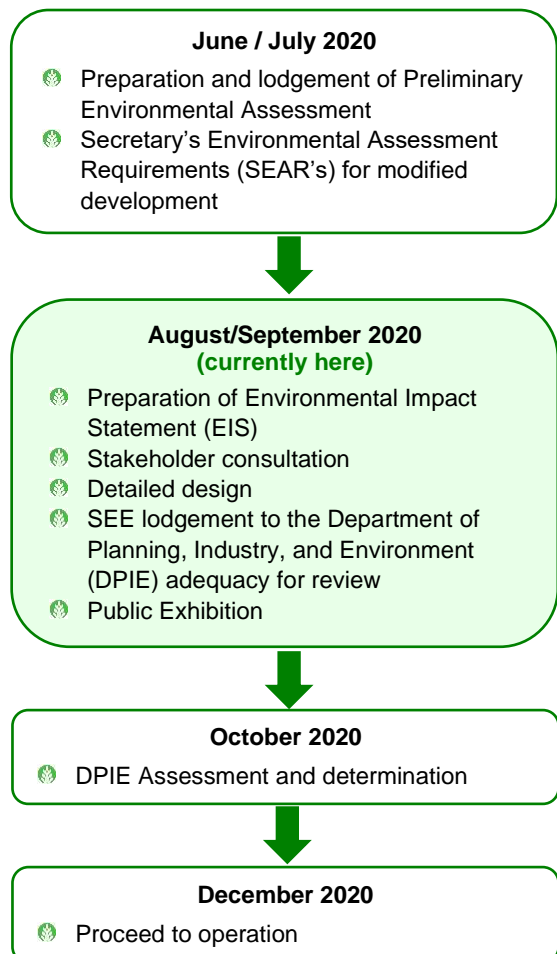 June / July 2020
Preparation and lodgement of Preliminary
Environmental Assessment
Secretary’s Environmental Assessment
Requirements (SEAR’s) for modified
development
August/September 2020
(currently here)
Preparation of Environmental Impact
Statement (EIS)
Stakeholder consultation
Detailed design
SEE lodgement to the Department of
Planning, Industry, and Environment
(DPIE) adequacy for review
Public Exhibition
October 2020
DPIE Assessment and determination
December 2020
Proceed to operation